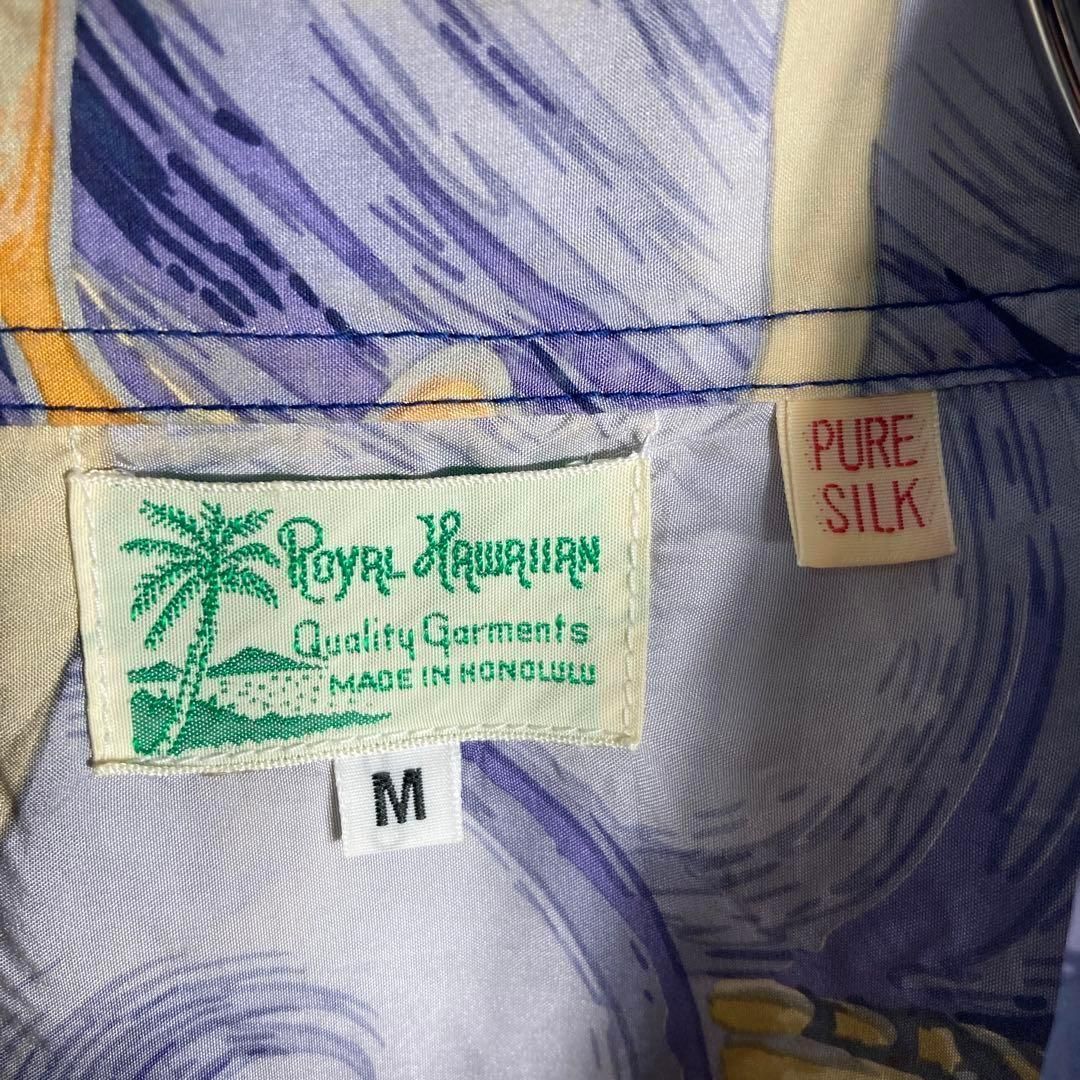 ROYAL HAWAIIAN
Quality Garments
MADE IN HONOLULU
M
PURE
SILK